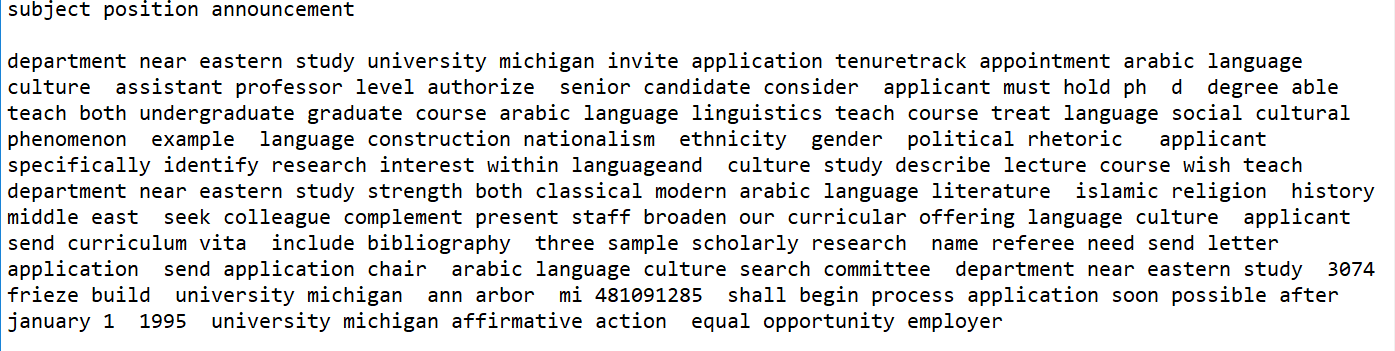 subject position announcement
department near eastern study university michigan invite application tenuretrack appointment arabic language
culture  assistant professor level authorize  senior candidate consider  applicant must hold ph  d  degree able
teach both undergraduate graduate course arabic language linguistics teach course treat language social cultural
phenomenon  example  language construction nationalism  ethnicity  gender  political rhetoric   applicant
specifically identify research interest within languageand  culture study describe lecture course wish teach
department near eastern study strength both classical modern arabic language literature  islamic religion  history
middle east  seek colleague complement present staff broaden our curricular offering language culture  applicant
send curriculum vita  include bibliography  three sample scholarly research  name referee need send letter
application  send application chair  arabic language culture search committee  department near eastern study  3074
frieze build  university michigan  ann arbor  mi 481091285  shall begin process application soon possible after
january 1  1995  university michigan affirmative action  equal opportunity employer